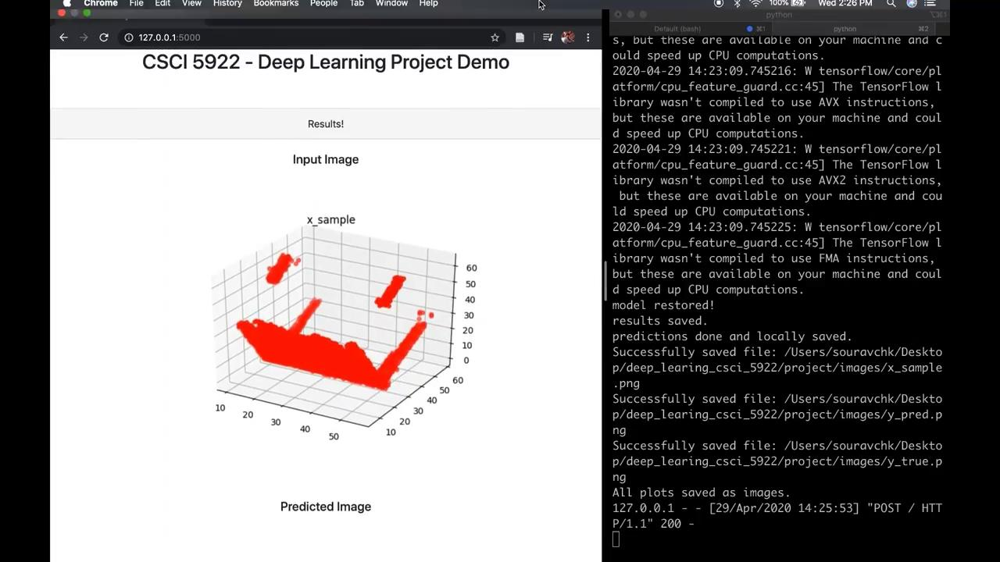 Chrome File Edit View History Bookmarks People Tab Window Help 100% Wed 2:26 PM
127.0.0.1:5000
CSCI 5922 - Deep Learning Project Demo
Results!
Input Image
x_sample
60
50
40
30
20
10
0
60
50
40
30
20
10
10
20
30
40
50
Predicted Image
python
⌥⌘1
Default (bash) ⌘1 python ⌘2
s, but these are available on your machine and c
ould speed up CPU computations.
2020-04-29 14:23:09.745216: W tensorflow/core/pl
atform/cpu_feature_guard.cc:45] The TensorFlow l
ibrary wasn't compiled to use AVX instructions,
but these are available on your machine and coul
d speed up CPU computations.
2020-04-29 14:23:09.745221: W tensorflow/core/pl
atform/cpu_feature_guard.cc:45] The TensorFlow l
ibrary wasn't compiled to use AVX2 instructions,
but these are available on your machine and cou
ld speed up CPU computations.
2020-04-29 14:23:09.745225: W tensorflow/core/pl
atform/cpu_feature_guard.cc:45] The TensorFlow l
ibrary wasn't compiled to use FMA instructions,
but these are available on your machine and coul
d speed up CPU computations.
model restored!
results saved.
predictions done and locally saved.
Successfully saved file: /Users/souravchk/Deskto
p/deep_learing_csci_5922/project/images/x_sample
.png
Successfully saved file: /Users/souravchk/Deskto
p/deep_learing_csci_5922/project/images/y_pred.p
ng
Successfully saved file: /Users/souravchk/Deskto
p/deep_learing_csci_5922/project/images/y_true.p
ng
All plots saved as images.
127.0.0.1 - - [29/Apr/2020 14:25:53] "POST / HTT
P/1.1" 200 -